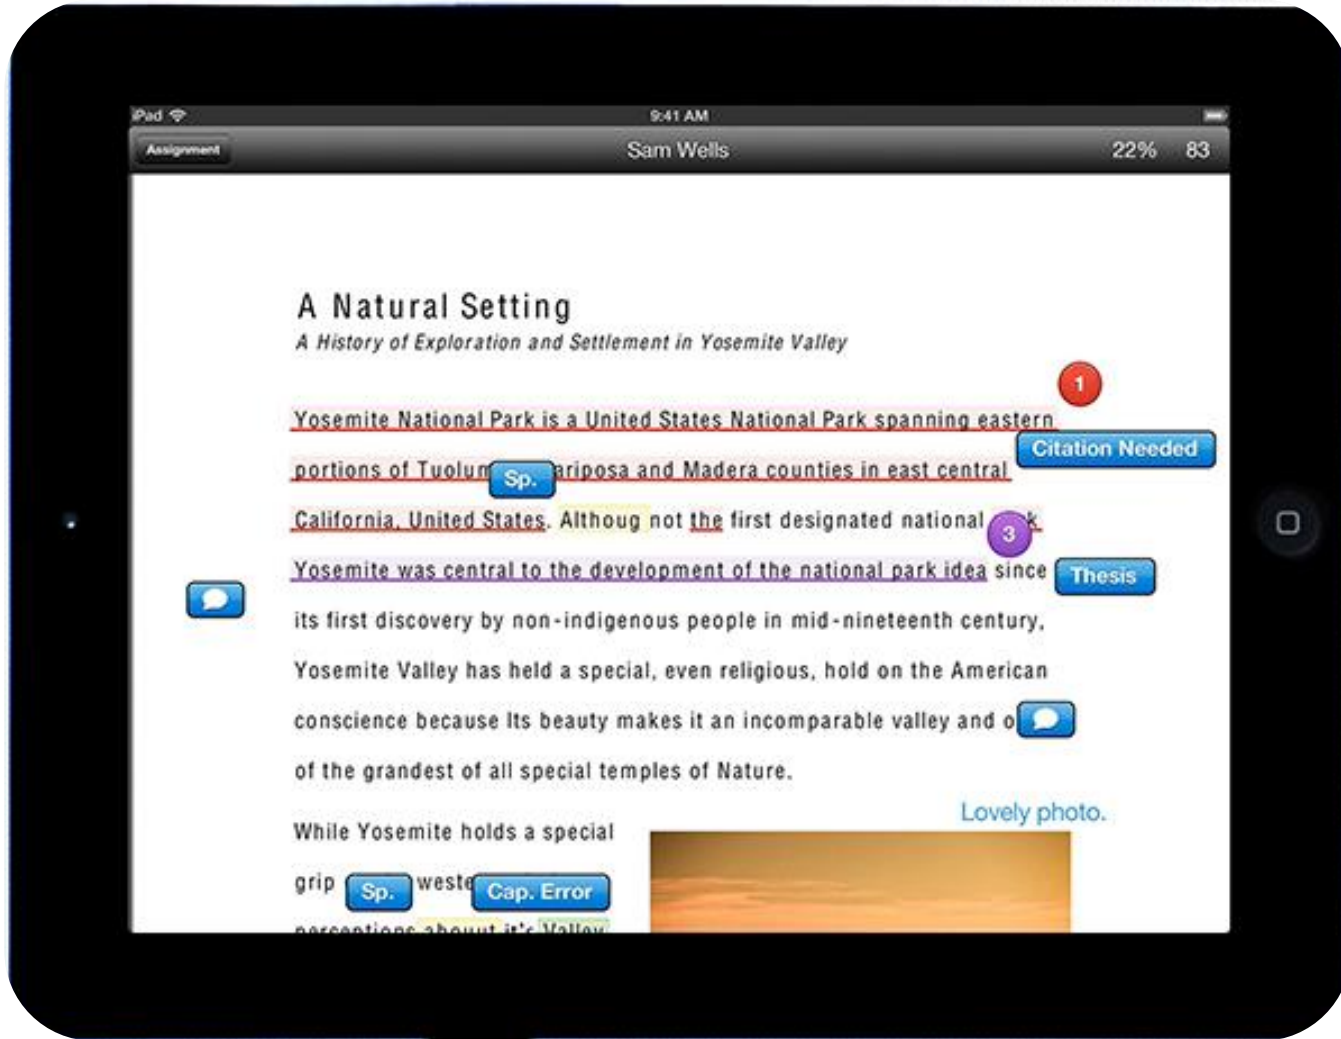 iPad 9:41 AM
Assignment Sam Wells 22% 83
A Natural Setting
A History of Exploration and Settlement in Yosemite Valley
1
Yosemite National Park is a United States National Park spanning eastern
Citation Needed
portions of Tuolum ariposa and Madera counties in east central
Sp.
California, United States. Althoug not the first designated national k
3
Yosemite was central to the development of the national park idea since
Thesis
its first discovery by non-indigenous people in mid-nineteenth century,
Yosemite Valley has held a special, even religious, hold on the American
conscience because Its beauty makes it an incomparable valley and o
of the grandest of all special temples of Nature.
Lovely photo.
While Yosemite holds a special
grip weste
Sp. Cap. Error
perceptions abouut it's Valley